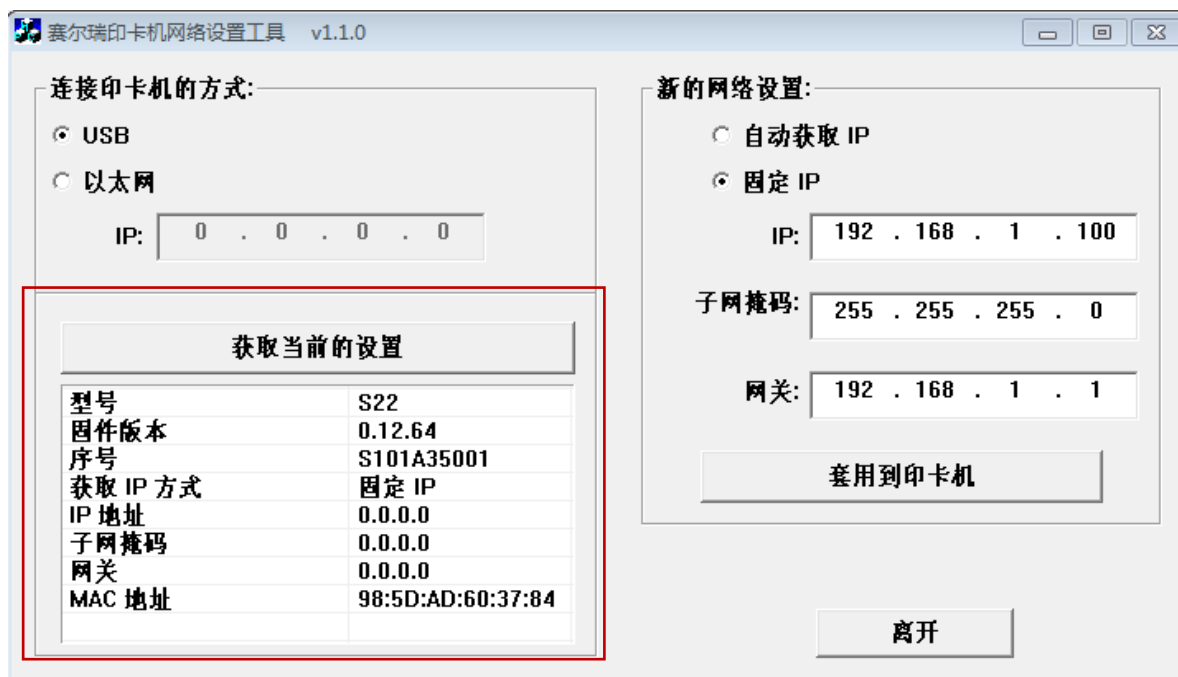 赛尔瑞印卡机网络设置工具 v1.1.0
连接印卡机的方式:
USB
以太网
IP: 0 . 0 . 0 . 0
获取当前的设置
型号 S22
固件版本 0.12.64
序号 S101A35001
获取 IP 方式 固定 IP
IP 地址 0.0.0.0
子网掩码 0.0.0.0
网关 0.0.0.0
MAC 地址 98:5D:AD:60:37:84
新的网络设置:
自动获取 IP
固定 IP
IP: 192 . 168 . 1 . 100
子网掩码: 255 . 255 . 255 . 0
网关: 192 . 168 . 1 . 1
套用到印卡机
离开